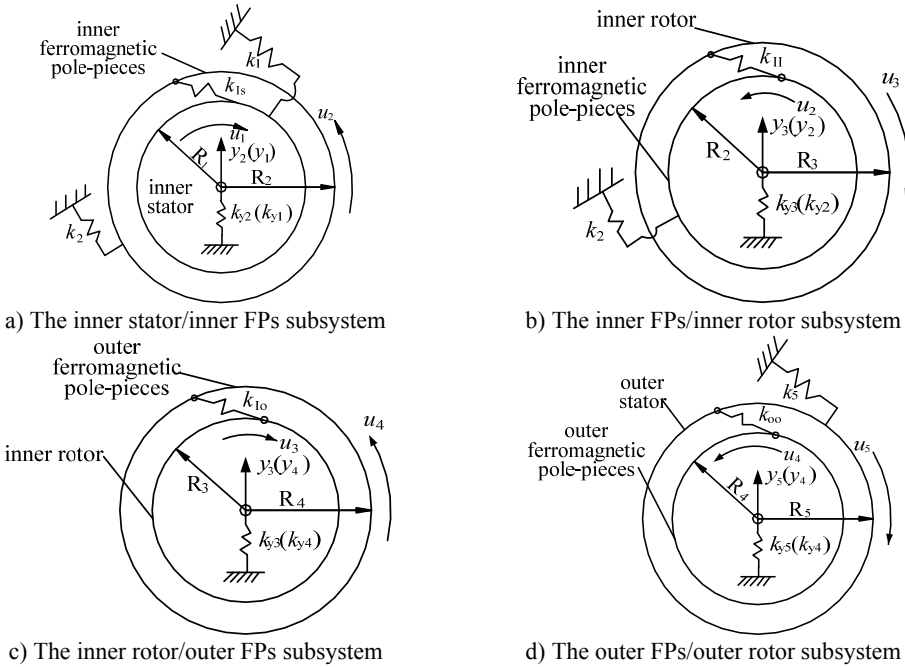 inner
ferromagnetic
pole-pieces
k1
kIs
u2
u1
y2(y1)
R1
R2
inner
stator
ky2(ky1)
k2
a) The inner stator/inner FPs subsystem
inner rotor
kII
inner
ferromagnetic
pole-pieces
u3
u2
y3(y2)
R2
R3
ky3(ky2)
k2
b) The inner FPs/inner rotor subsystem
outer
ferromagnetic
pole-pieces
kIo
u4
u3
inner rotor
y3(y4)
R3
R4
ky3(ky4)
c) The inner rotor/outer FPs subsystem
k5
outer
stator
koo
outer
ferromagnetic
pole-pieces
u5
u4
y5(y4)
R4
R5
ky5(ky4)
d) The outer FPs/outer rotor subsystem